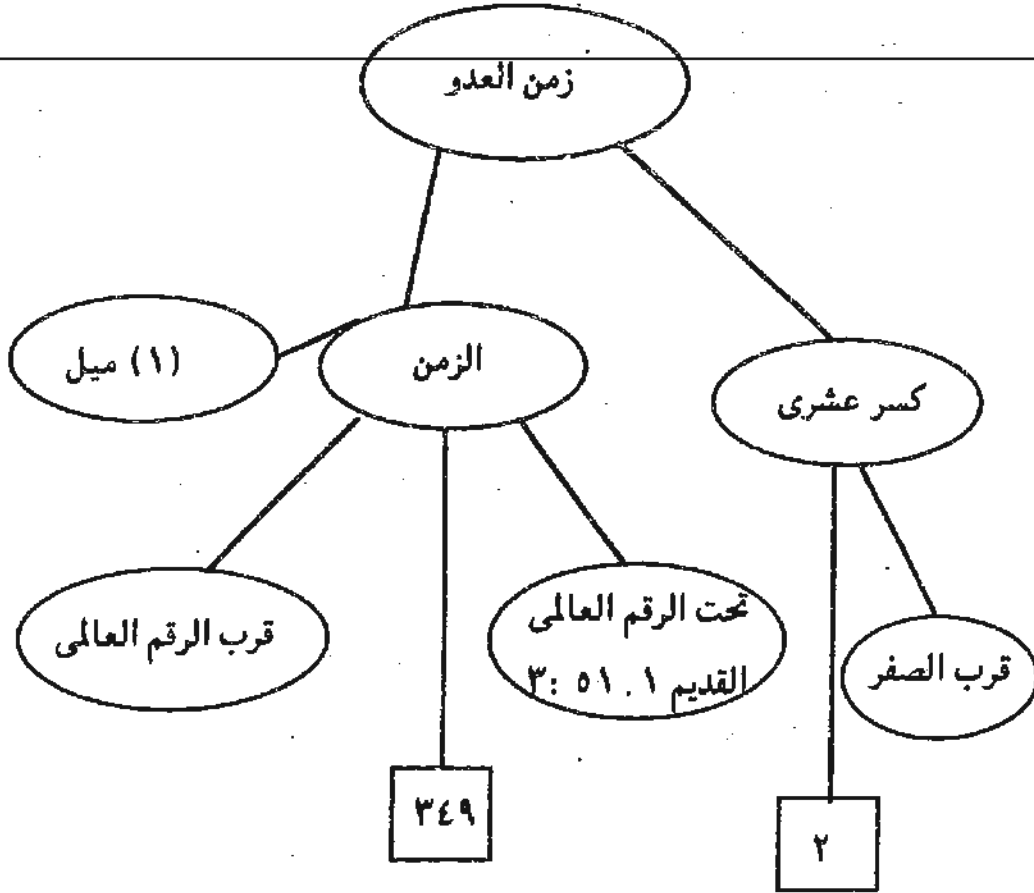 زمن العدو
(١) ميل
الزمن
كسر عشرى
قرب الرقم العالمى
تحت الرقم العالمى
القديم ٥١.١ :٣
قرب الصفر
٣٤٩
٢